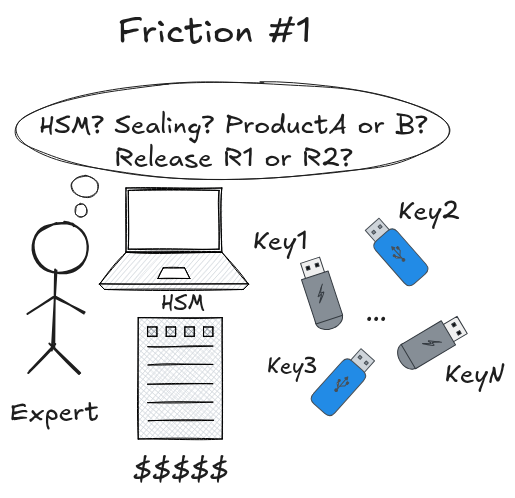 Friction #1
HSM? Sealing? ProductA or B?
Release R1 or R2?
Key1
Key2
HSM
...
Key3
KeyN
Expert
$$$$$